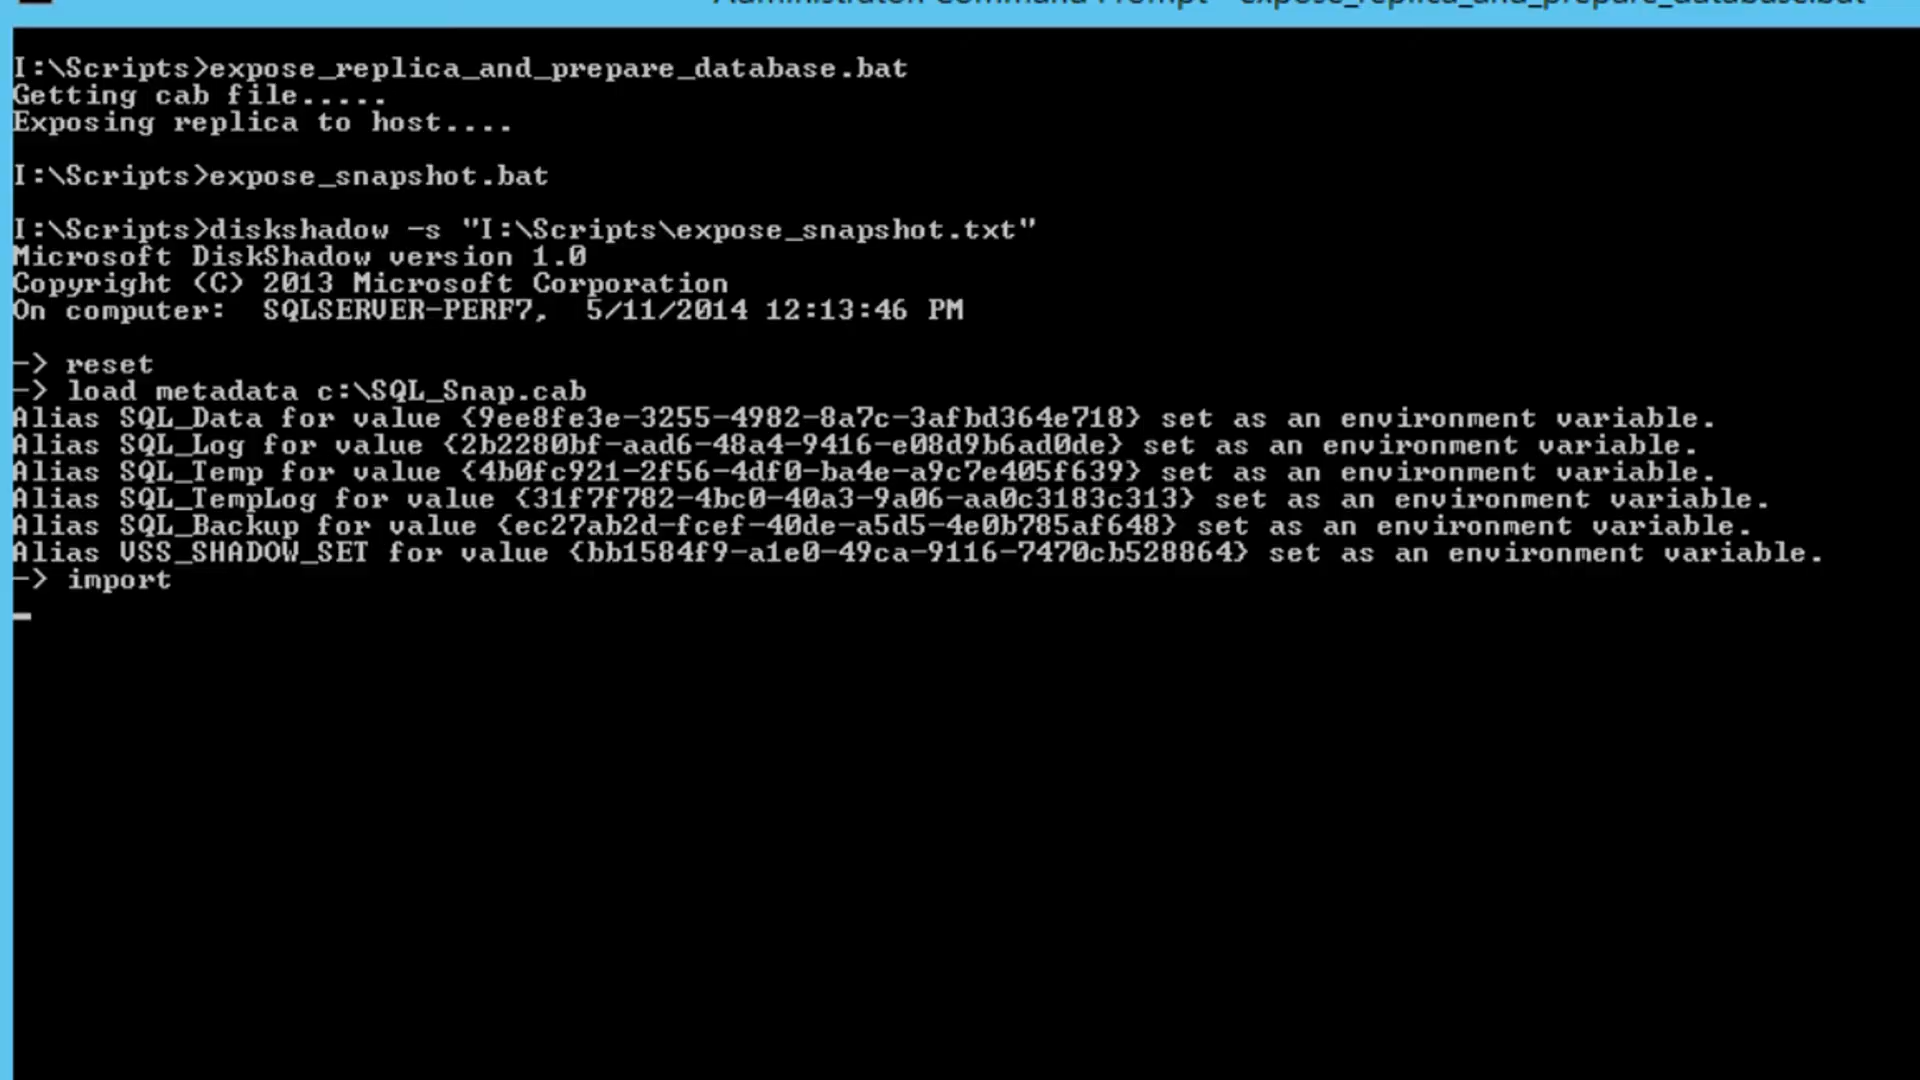 Administrator: Command Prompt - expose_replica_and_prepare_database.bat
I:\Scripts>expose_replica_and_prepare_database.bat
Getting cab file.....
Exposing replica to host....
I:\Scripts>expose_snapshot.bat
I:\Scripts>diskshadow -s "I:\Scripts\expose_snapshot.txt"
Microsoft DiskShadow version 1.0
Copyright (C) 2013 Microsoft Corporation
On computer:  SQLSERVER-PERF7,  5/11/2014 12:13:46 PM
-> reset
-> load metadata c:\SQL_Snap.cab
Alias SQL_Data for value {9ee8fe3e-3255-4982-8a7c-3afbd364e718} set as an environment variable.
Alias SQL_Log for value {2b2280bf-aad6-48a4-9416-e08d9b6ad0de} set as an environment variable.
Alias SQL_Temp for value {4b0fc921-2f56-4df0-ba4e-a9c7e405f639} set as an environment variable.
Alias SQL_TempLog for value {31f7f782-4bc0-40a3-9a06-aa0c3183c313} set as an environment variable.
Alias SQL_Backup for value {ec27ab2d-fcef-40de-a5d5-4e0b785af648} set as an environment variable.
Alias VSS_SHADOW_SET for value {bb1584f9-a1e0-49ca-9116-7470cb528864} set as an environment variable.
-> import